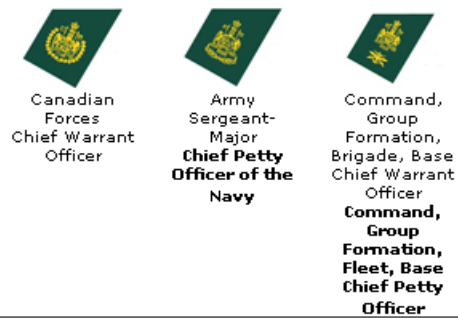 Canadian
Forces
Chief Warrant
Officer
Army
Sergeant-
Major
Chief Petty
Officer of the
Navy
Command,
Group
Formation,
Brigade, Base
Chief Warrant
Officer
Command,
Group
Formation,
Fleet, Base
Chief Petty
Officer